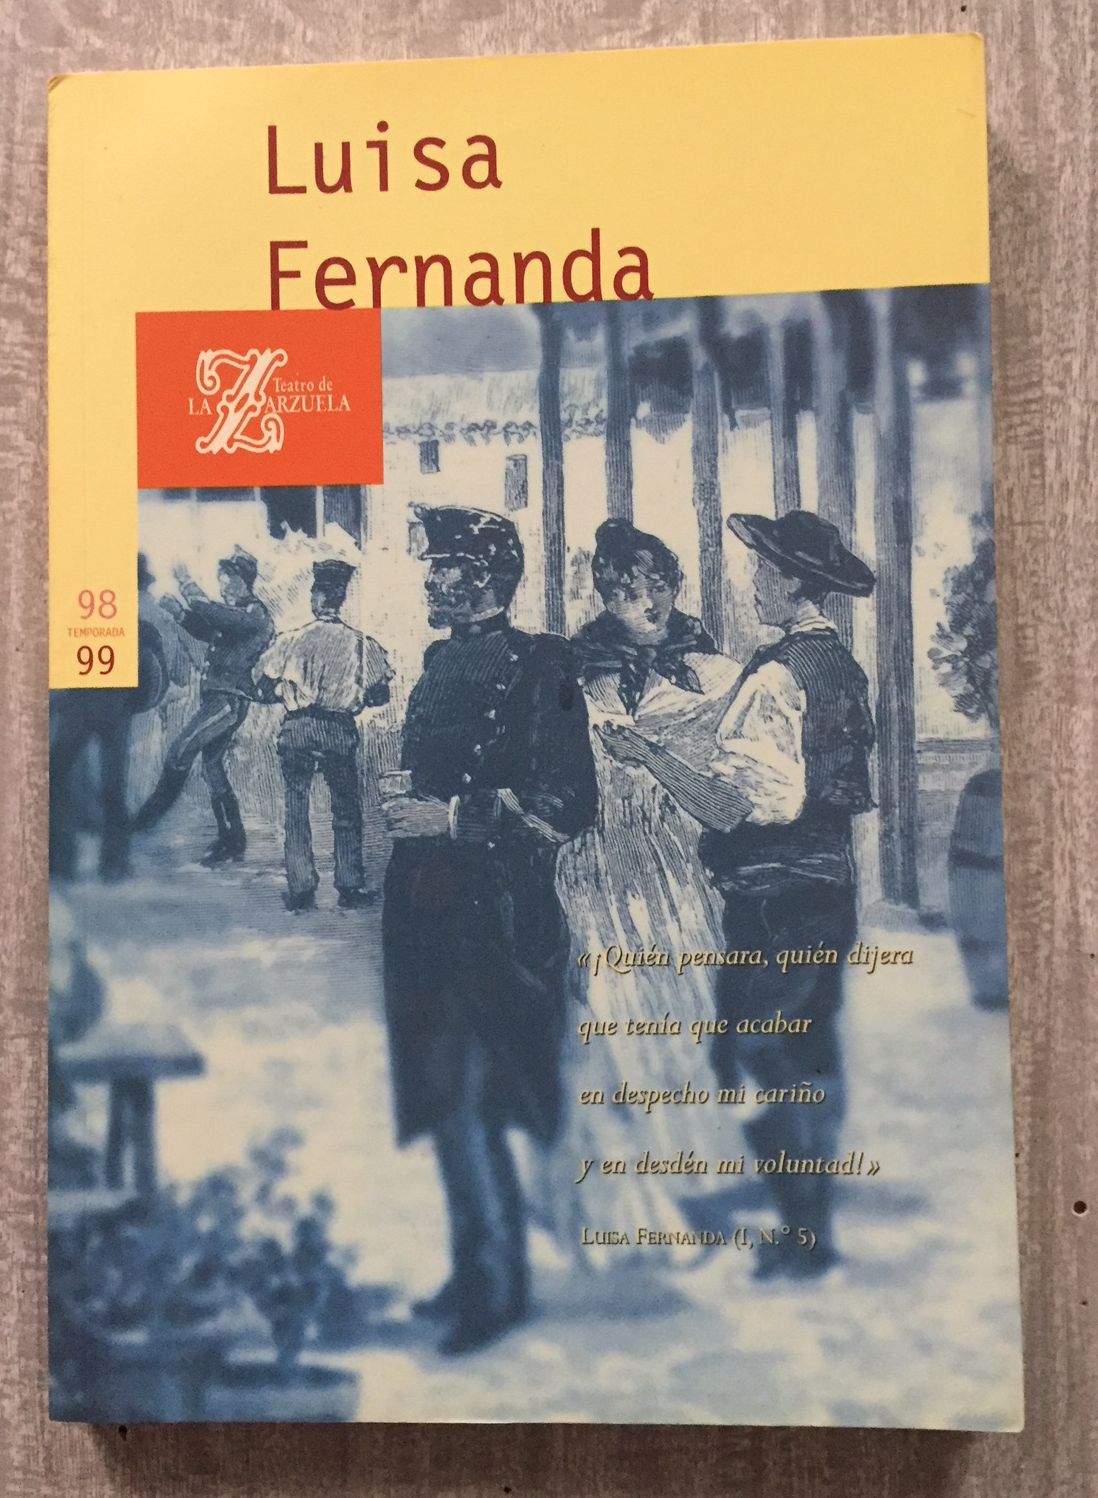 Luisa
Fernanda
Teatro de
LA ZARZUELA
98
TEMPORADA
99
«¡Quién pensara, quién dijera
que tenía que acabar
en despecho mi cariño
y en desdén mi voluntad!»
LUISA FERNANDA (I, N.° 5)